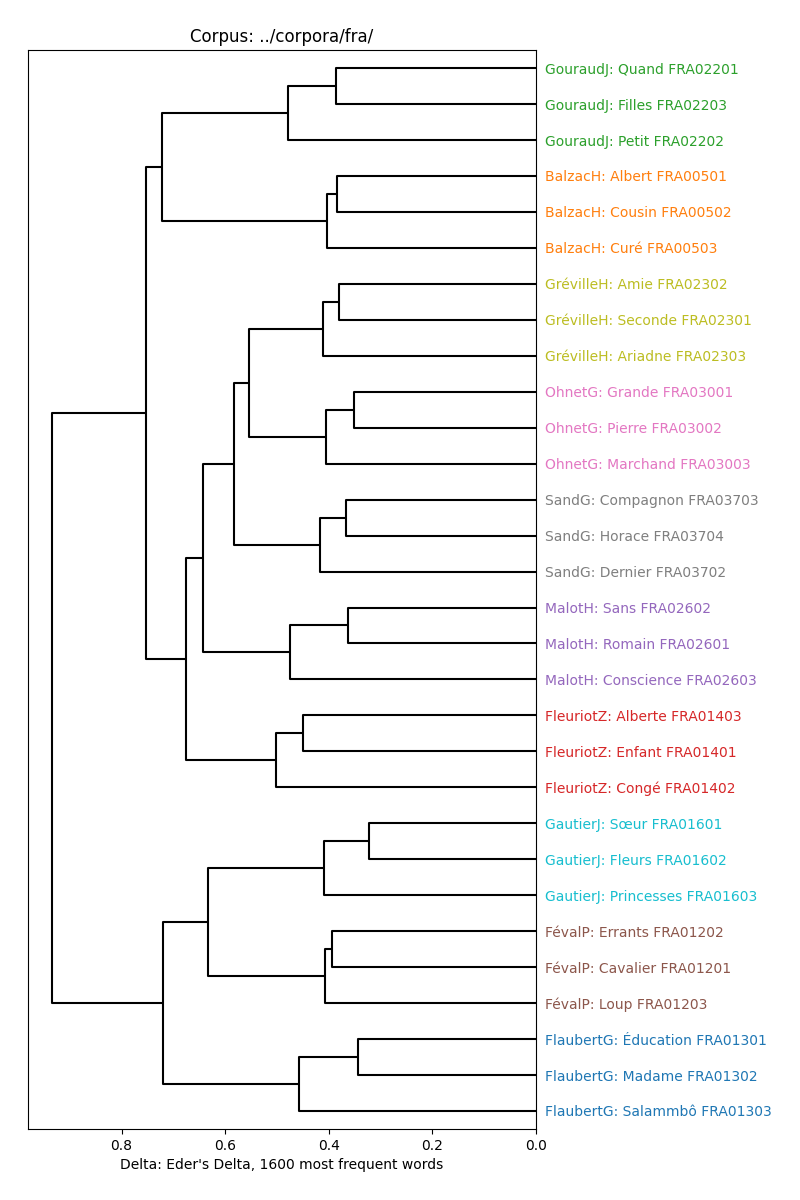 Corpus: ../corpora/fra/
GouraudJ: Quand FRA02201
GouraudJ: Filles FRA02203
GouraudJ: Petit FRA02202
BalzacH: Albert FRA00501
BalzacH: Cousin FRA00502
BalzacH: Curé FRA00503
GrévilleH: Amie FRA02302
GrévilleH: Seconde FRA02301
GrévilleH: Ariadne FRA02303
OhnetG: Grande FRA03001
OhnetG: Pierre FRA03002
OhnetG: Marchand FRA03003
SandG: Compagnon FRA03703
SandG: Horace FRA03704
SandG: Dernier FRA03702
MalotH: Sans FRA02602
MalotH: Romain FRA02601
MalotH: Conscience FRA02603
FleuriotZ: Alberte FRA01403
FleuriotZ: Enfant FRA01401
FleuriotZ: Congé FRA01402
GautierJ: Sœur FRA01601
GautierJ: Fleurs FRA01602
GautierJ: Princesses FRA01603
FévalP: Errants FRA01202
FévalP: Cavalier FRA01201
FévalP: Loup FRA01203
FlaubertG: Éducation FRA01301
FlaubertG: Madame FRA01302
FlaubertG: Salammbô FRA01303
0.8 0.6 0.4 0.2 0.0
Delta: Eder's Delta, 1600 most frequent words